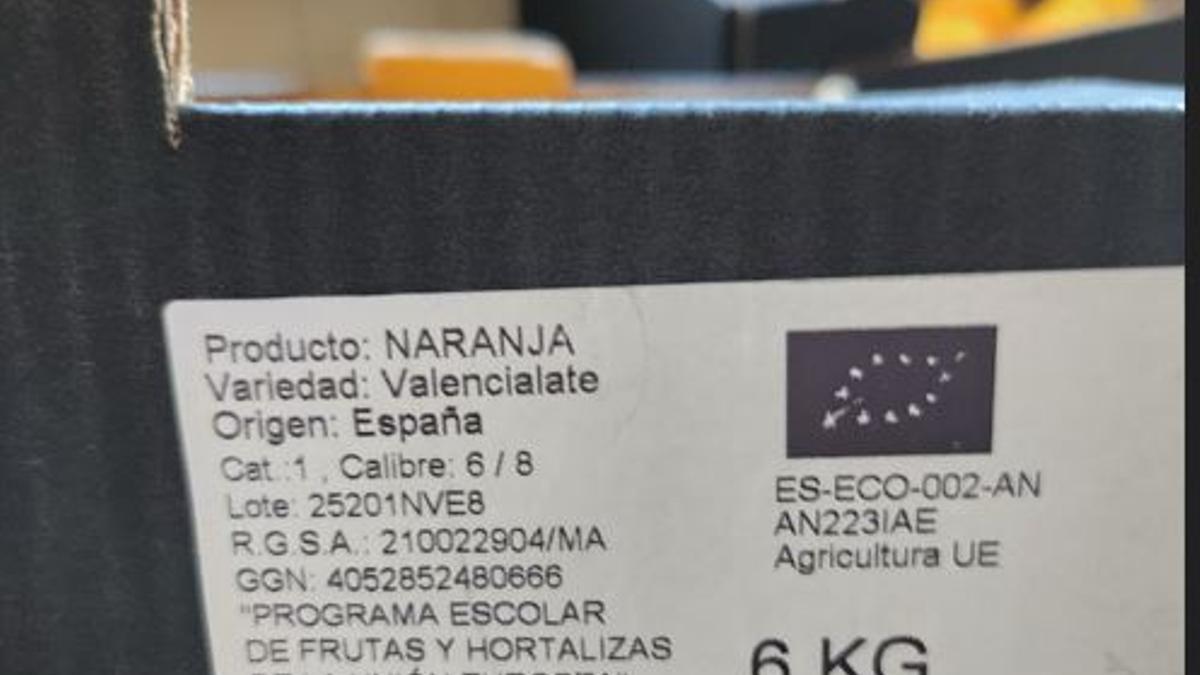 Producto: NARANJA
Variedad: Valencialate
Origen: España
Cat.:1 , Calibre: 6 / 8
Lote: 25201NVE8
R.G.S.A.: 210022904/MA
GGN: 4052852480666
"PROGRAMA ESCOLAR
DE FRUTAS Y HORTALIZAS
ES-ECO-002-AN
AN223IAE
Agricultura UE
6 KG